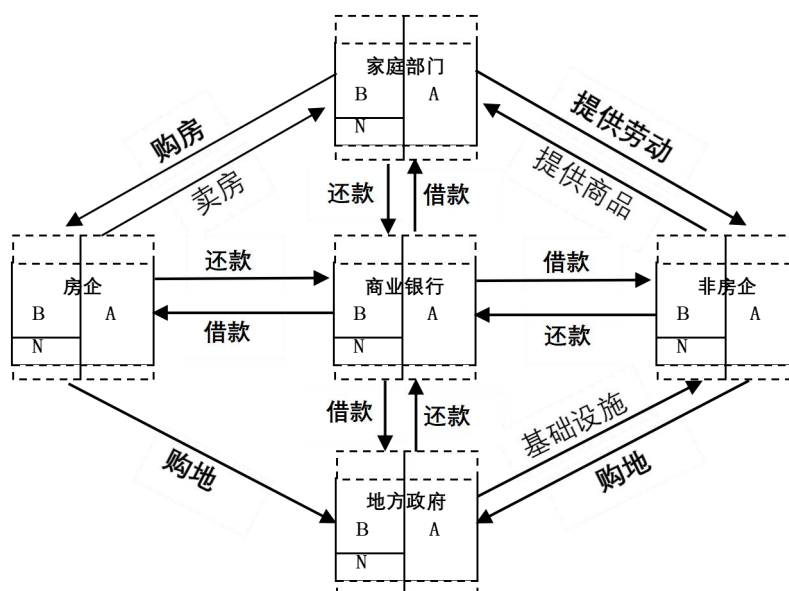 家庭部门
B A
N
购房
卖房
提供劳动
提供商品
还款
借款
房企
B A
N
还款
借款
商业银行
B A
N
借款
还款
非房企
B A
N
借款
还款
购地
基础设施
购地
地方政府
B A
N